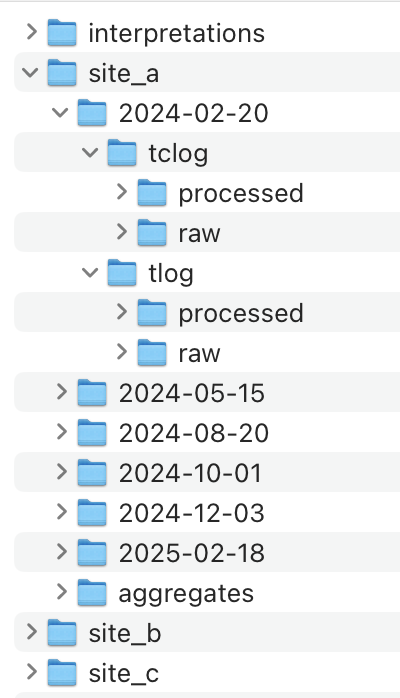 interpretations
site_a
2024-02-20
tclog
processed
raw
tlog
processed
raw
2024-05-15
2024-08-20
2024-10-01
2024-12-03
2025-02-18
aggregates
site_b
site_c